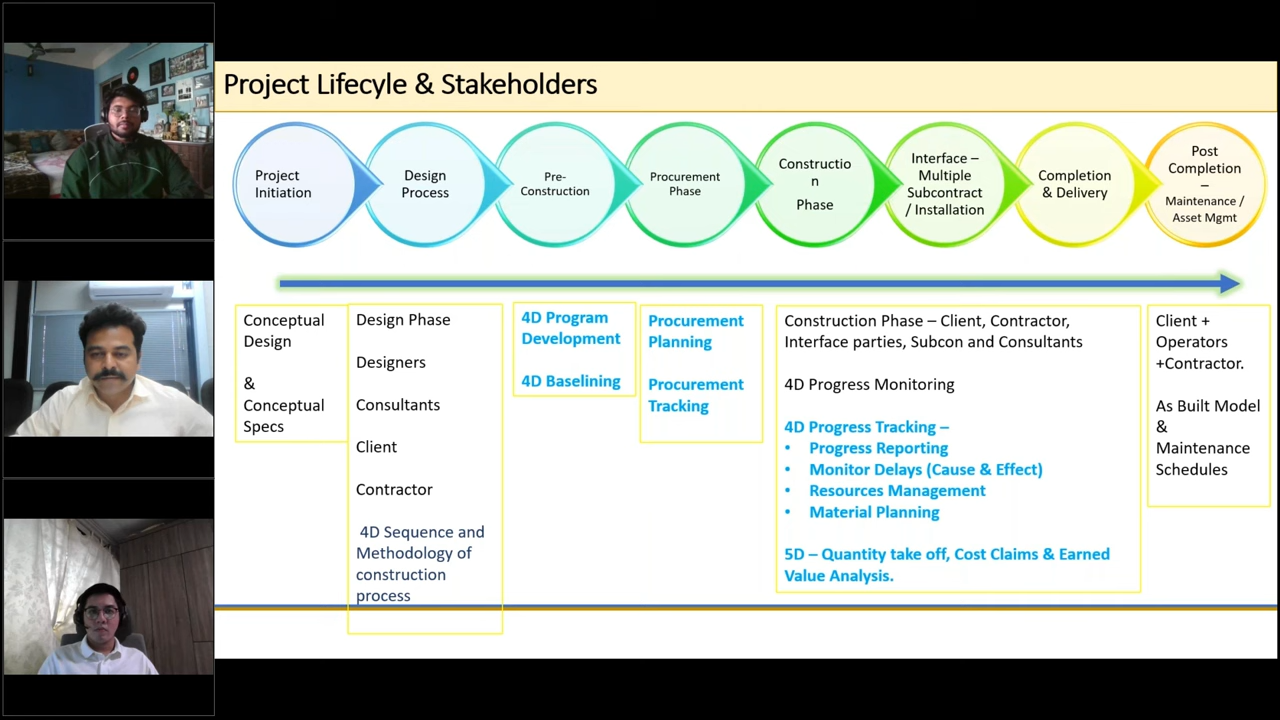 Project Lifecyle & Stakeholders
Project
Initiation
Design
Process
Pre-
Construction
Procurement
Phase
Constructio
n
Phase
Interface –
Multiple
Subcontract
/ Installation
Completion
& Delivery
Post
Completion
–
Maintenance /
Asset Mgmt
Conceptual
Design
&
Conceptual
Specs
Design Phase
Designers
Consultants
Client
Contractor
4D Sequence and
Methodology of
construction
process
4D Program
Development
4D Baselining
Procurement
Planning
Procurement
Tracking
Construction Phase – Client, Contractor,
Interface parties, Subcon and Consultants
4D Progress Monitoring
4D Progress Tracking –
• Progress Reporting
• Monitor Delays (Cause & Effect)
• Resources Management
• Material Planning
5D – Quantity take off, Cost Claims & Earned
Value Analysis.
Client +
Operators
+Contractor.
As Built Model
&
Maintenance
Schedules